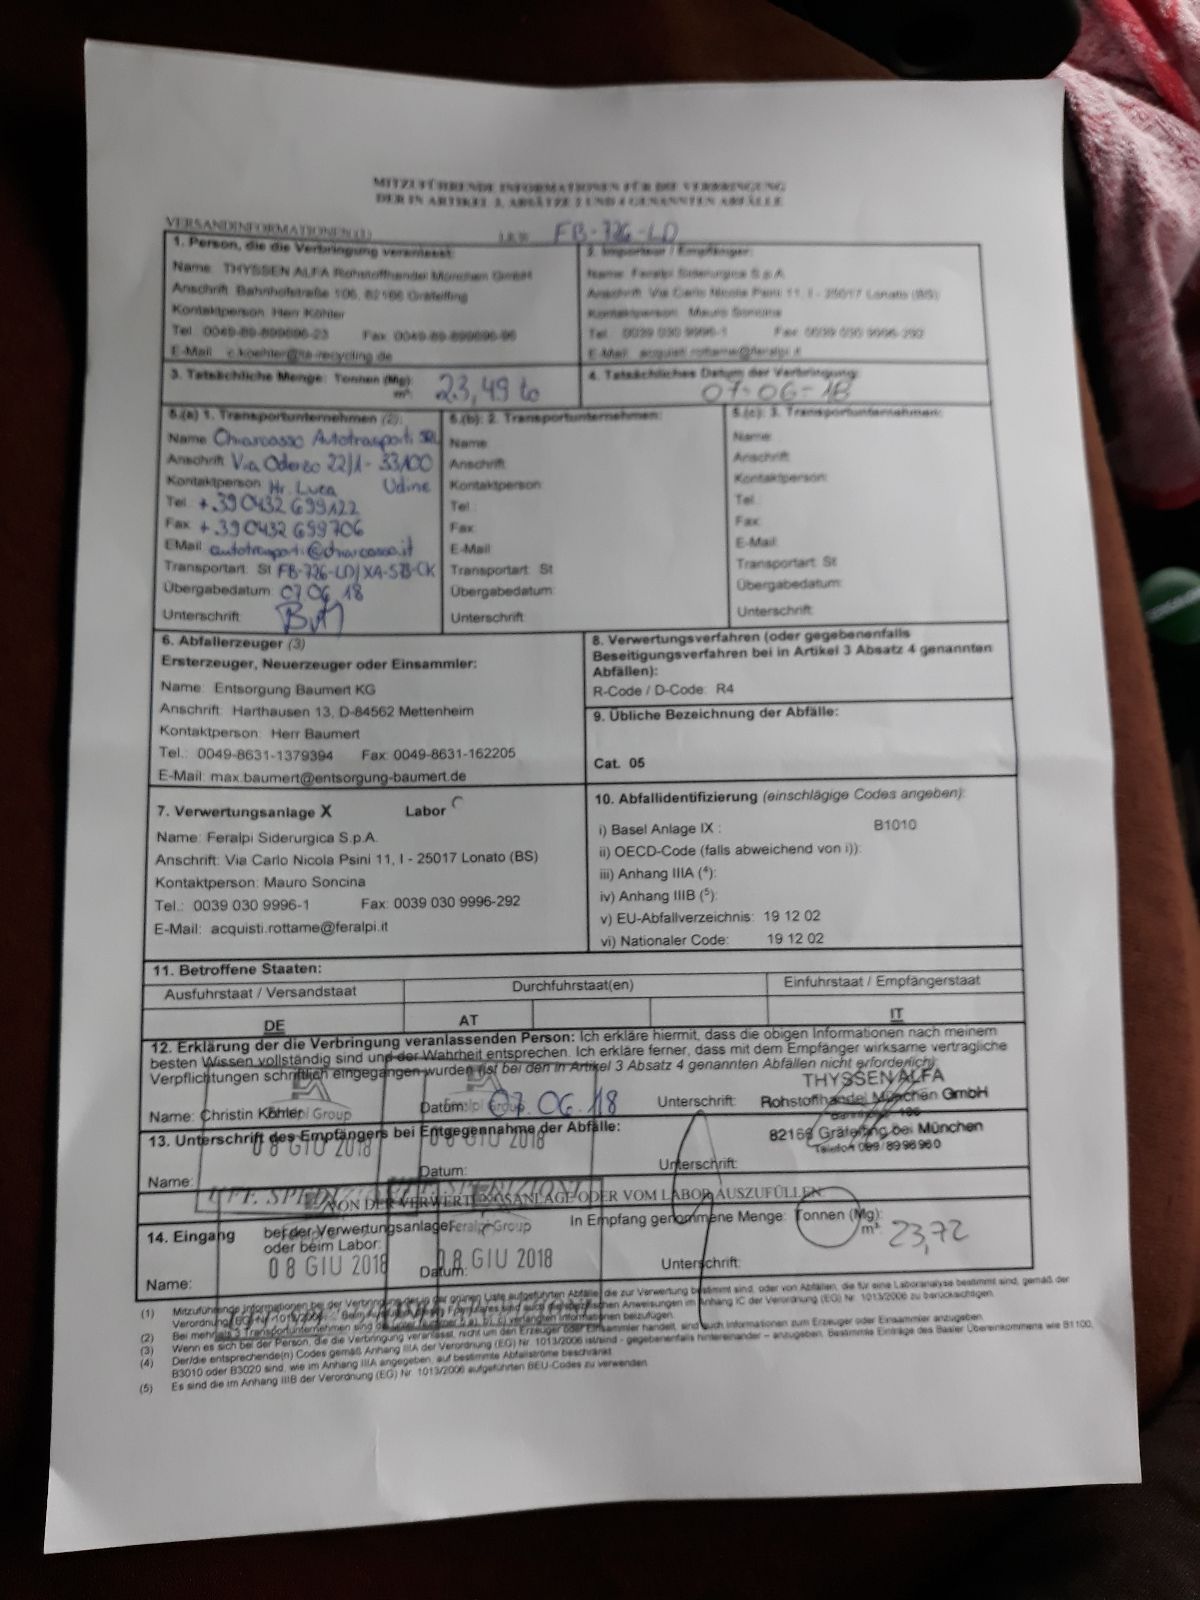 MITZUFÜHRENDE INFORMATIONEN FÜR DIE VERBRINGUNG
DER IN ARTIKEL 3, ABSÄTZE 2 UND 4 GENANNTEN ABFÄLLE
VERSANDINFORMATIONEN (1) LKW FB-726-LD
1. Person, die die Verbringung veranlasst:
Name: THYSSEN ALFA Rohstoffhandel München GmbH
Anschrift: Bahnhofstraße 106, 82166 Gräfelfing
Kontaktperson: Herr Köhler
Tel.: 0049-89-899696-23 Fax: 0049-89-899696-96
E-Mail: c.koehler@ta-recycling.de
2. Importeur / Empfänger:
Name: Feralpi Siderurgica S.p.A.
Anschrift: Via Carlo Nicola Psini 11, I - 25017 Lonato (BS)
Kontaktperson: Mauro Soncina
Tel.: 0039 030 9996-1 Fax: 0039 030 9996-292
E-Mail: acquisti.rottame@feralpi.it
3. Tatsächliche Menge: Tonnen (Mg): 23,49 to
m³:
4. Tatsächliches Datum der Verbringung:
07-06-18
5.(a) 1. Transportunternehmen (2):
Name: Chiarcosso Autotrasporti SRL
Anschrift: Via Oderzo 22/1 - 33100
Kontaktperson: Hr. Luca Udine
Tel.: +39 0432 699122
Fax: +39 0432 699706
EMail: autotrasporti@chiarcosso.it
Transportart: St FB-726-LD/XA-573-CK
Übergabedatum: 07 06 18
Unterschrift:
5.(b): 2. Transportunternehmen:
Name:
Anschrift:
Kontaktperson:
Tel.:
Fax:
E-Mail:
Transportart: St
Übergabedatum:
Unterschrift:
5.(c): 3. Transportunternehmen:
Name:
Anschrift:
Kontaktperson:
Tel.:
Fax:
E-Mail:
Transportart: St
Übergabedatum:
Unterschrift:
6. Abfallerzeuger (3)
Ersterzeuger, Neuerzeuger oder Einsammler:
Name: Entsorgung Baumert KG
Anschrift: Harthausen 13, D-84562 Mettenheim
Kontaktperson: Herr Baumert
Tel.: 0049-8631-1379394 Fax: 0049-8631-162205
E-Mail: max.baumert@entsorgung-baumert.de
8. Verwertungsverfahren (oder gegebenenfalls
Beseitigungsverfahren bei in Artikel 3 Absatz 4 genannten
Abfällen):
R-Code / D-Code: R4
9. Übliche Bezeichnung der Abfälle:
Cat. 05
7. Verwertungsanlage X Labor
Name: Feralpi Siderurgica S.p.A.
Anschrift: Via Carlo Nicola Psini 11, I - 25017 Lonato (BS)
Kontaktperson: Mauro Soncina
Tel.: 0039 030 9996-1 Fax: 0039 030 9996-292
E-Mail: acquisti.rottame@feralpi.it
10. Abfallidentifizierung (einschlägige Codes angeben):
i) Basel Anlage IX : B1010
ii) OECD-Code (falls abweichend von i)):
iii) Anhang IIIA (⁴):
iv) Anhang IIIB (⁵):
v) EU-Abfallverzeichnis: 19 12 02
vi) Nationaler Code: 19 12 02
11. Betroffene Staaten:
Ausfuhrstaat / Versandstaat Durchfuhrstaat(en) Einfuhrstaat / Empfängerstaat
DE AT IT
12. Erklärung der die Verbringung veranlassenden Person: Ich erkläre hiermit, dass die obigen Informationen nach meinem
besten Wissen vollständig sind und der Wahrheit entsprechen. Ich erkläre ferner, dass mit dem Empfänger wirksame vertragliche
Verpflichtungen schriftlich eingegangen wurden (ist bei den in Artikel 3 Absatz 4 genannten Abfällen nicht erforderlich):
THYSSEN ALFA
Rohstoffhandel München GmbH
82166 Gräfelfing bei München
Telefon 089/8996960
Name: Christin Köhler Datum: 07.06.18 Unterschrift:
Feralpi Group
Feralpi Group
13. Unterschrift des Empfängers bei Entgegennahme der Abfälle:
08 GIU 2018
08 GIU 2018
Name: Datum: Unterschrift:
UFF. SPEDIZIONI
VON DER VERWERTUNGSANLAGE ODER VOM LABOR AUSZUFÜLLEN
14. Eingang bei der Verwertungsanlage
oder beim Labor:
Feralpi Group
In Empfang genommene Menge: Tonnen (Mg): 23,72
m³:
08 GIU 2018
08 GIU 2018
Name: Datum: Unterschrift:
(1) Mitzuführende Informationen bei der Verbringung der in der grünen Liste aufgeführten Abfälle, die zur Verwertung bestimmt sind, oder von Abfällen, die für eine Laboranalyse bestimmt sind, gemäß der
Verordnung (EG) Nr. 1013/2006. Beim Ausfüllen dieses Formulares sind auch die spezifischen Anweisungen im Anhang IC der Verordnung (EG) Nr. 1013/2006 zu berücksichtigen.
(2) Bei mehr als 3 Transportunternehmen sind die unter Nummer 5 a), b), c) verlangten Informationen beizufügen.
(3) Wenn es sich bei der Person, die die Verbringung veranlasst, nicht um den Erzeuger oder Einsammler handelt, sind auch Informationen zum Erzeuger oder Einsammler anzugeben.
(4) Der/die entsprechende(n) Codes gemäß Anhang IIIA der Verordnung (EG) Nr. 1013/2006 ist/sind - gegebenenfalls hintereinander – anzugeben. Bestimmte Einträge des Basler Übereinkommens wie B1100,
B3010 oder B3020 sind, wie im Anhang IIIA angegeben, auf bestimmte Abfallströme beschränkt.
(5) Es sind die im Anhang IIIB der Verordnung (EG) Nr. 1013/2006 aufgeführten BEU-Codes zu verwenden.